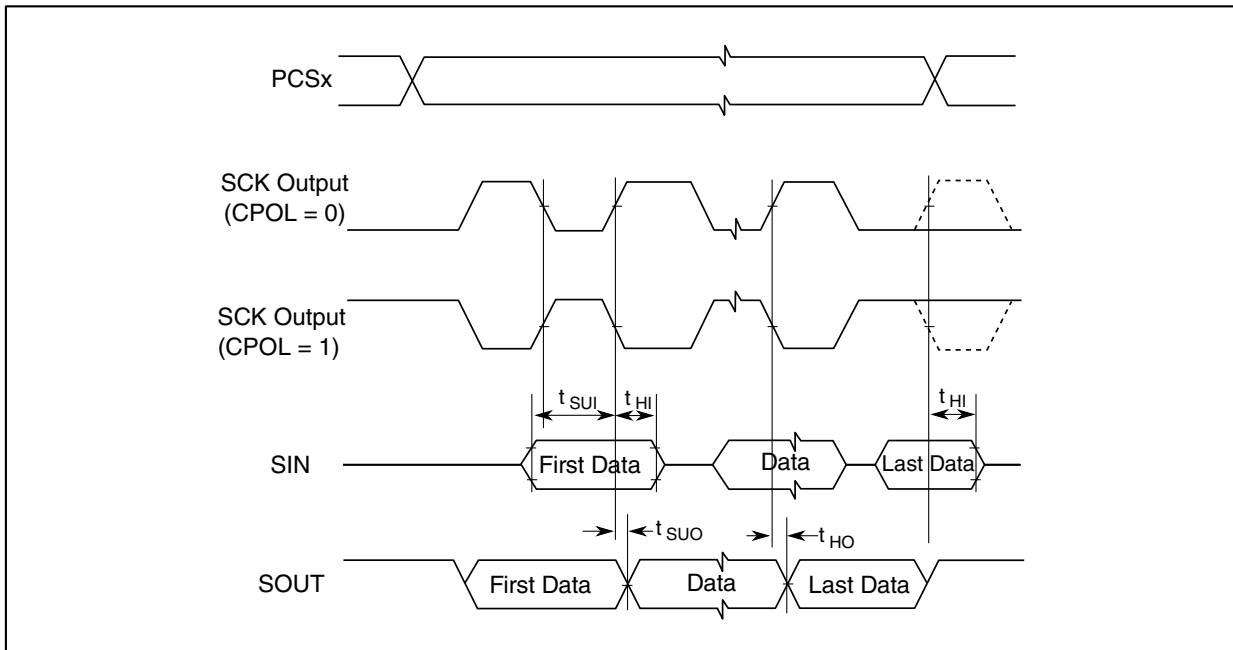 PCSx
SCK Output
(CPOL = 0)
SCK Output
(CPOL = 1)
t SUI
t HI
t HI
SIN
First Data
Data
Last Data
t SUO
t HO
SOUT
First Data
Data
Last Data